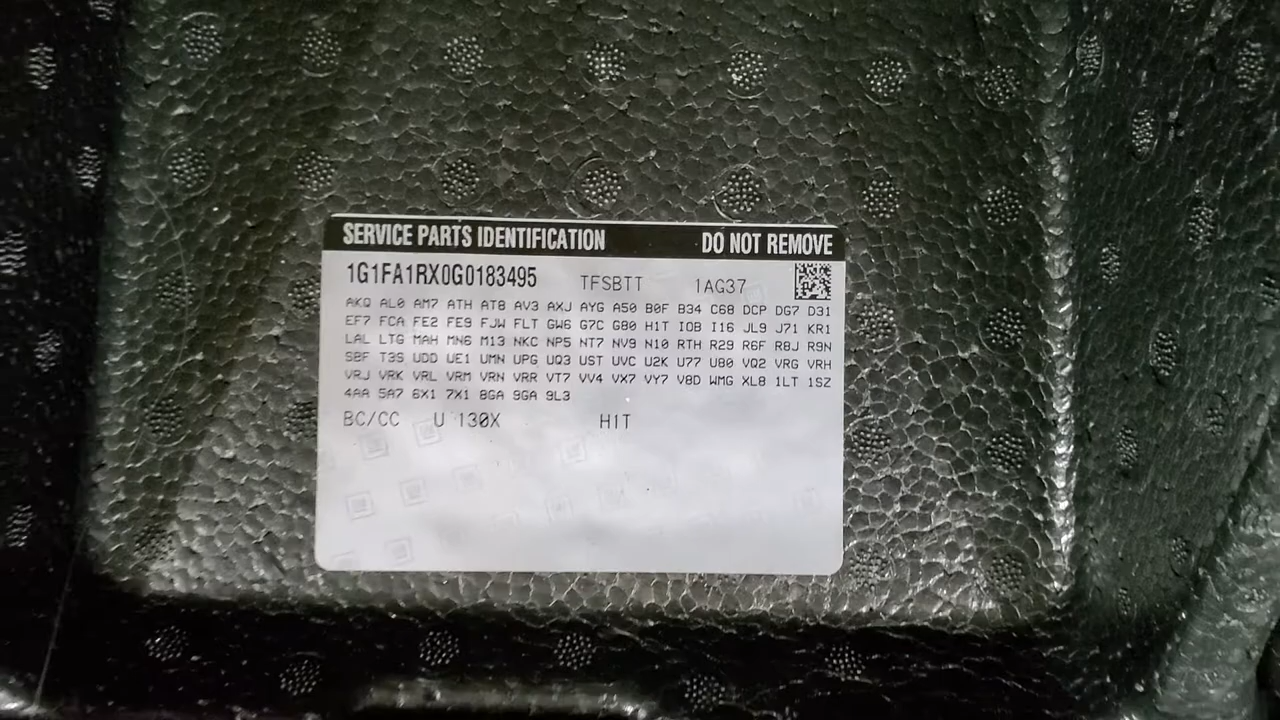 SERVICE PARTS IDENTIFICATION DO NOT REMOVE
1G1FA1RX0G0183495 TFSBTT 1AG37
AKO AL0 AM7 ATH AT8 AV3 AXJ AYG A50 B0F B34 C68 DCP DG7 D31
EF7 FCA FE2 FE9 FJW FLT GW6 G7C G80 H1T IOB I16 JL9 J71 KR1
LAL LTG MAH MN6 M13 NKC NP5 NT7 NV9 N10 RTH R29 R6F R8J R9N
SBF T3S UDD UE1 UMN UPG UQ3 UST UVC U2K U77 U80 VQ2 VRG VRH
VRJ VRK VRL VRM VRN VRR VT7 VV4 VX7 VY7 V8D WMG XL8 1LT 1SZ
4AA 5A7 6X1 7X1 8GA 9GA 9L3
BC/CC U 130X H1T